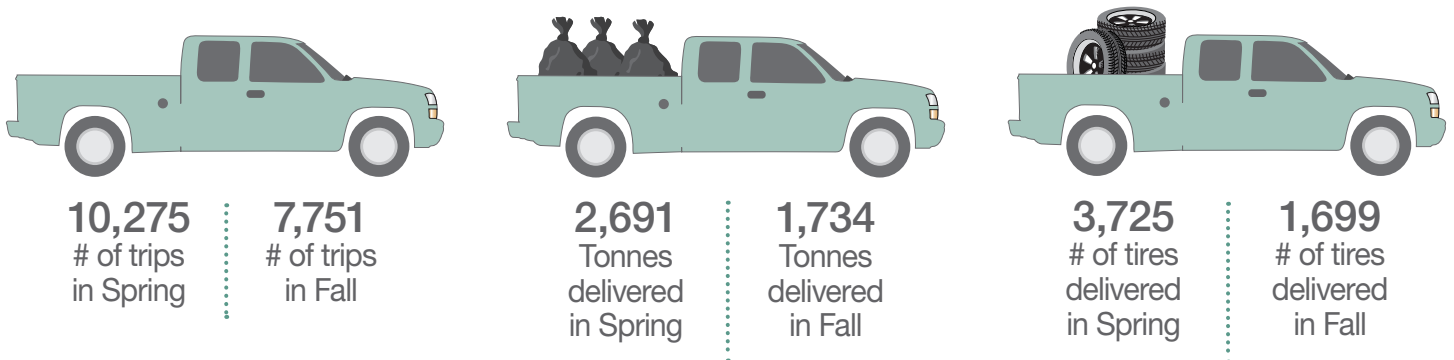 10,275
# of trips
in Spring
7,751
# of trips
in Fall
2,691
Tonnes
delivered
in Spring
1,734
Tonnes
delivered
in Fall
3,725
# of tires
delivered
in Spring
1,699
# of tires
delivered
in Fall